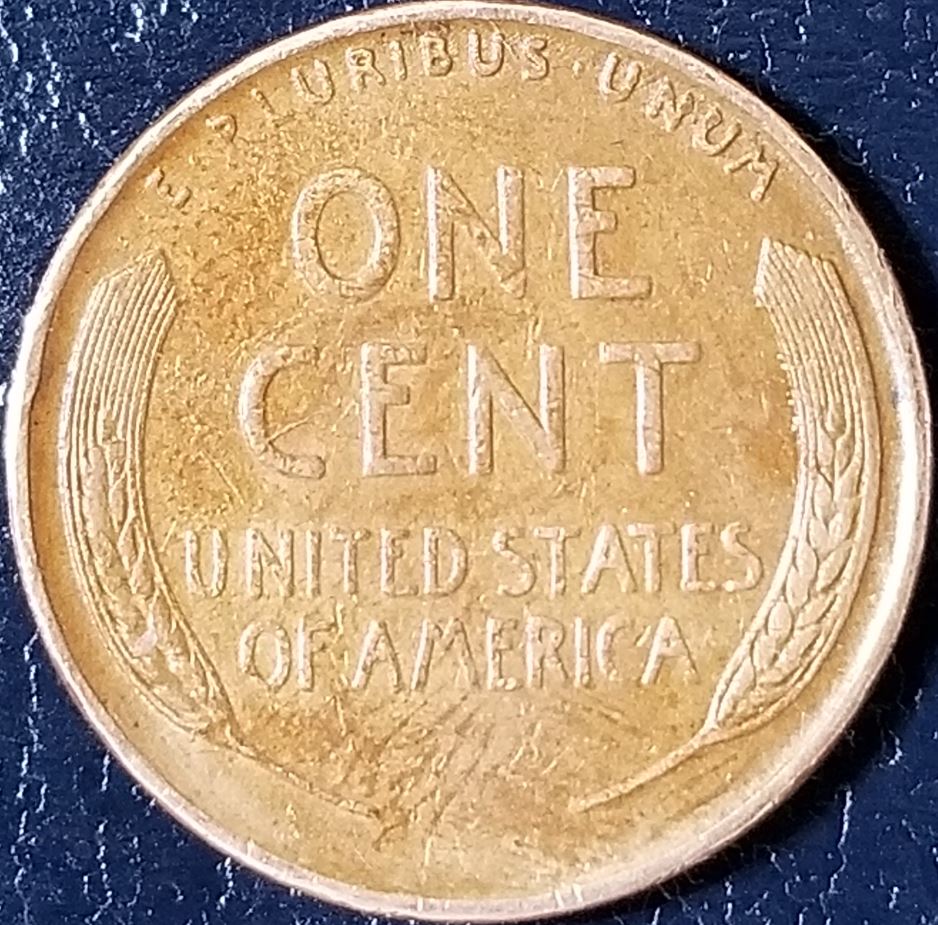 E PLURIBUS · UNUM
ONE
CENT
UNITED STATES
OF AMERICA